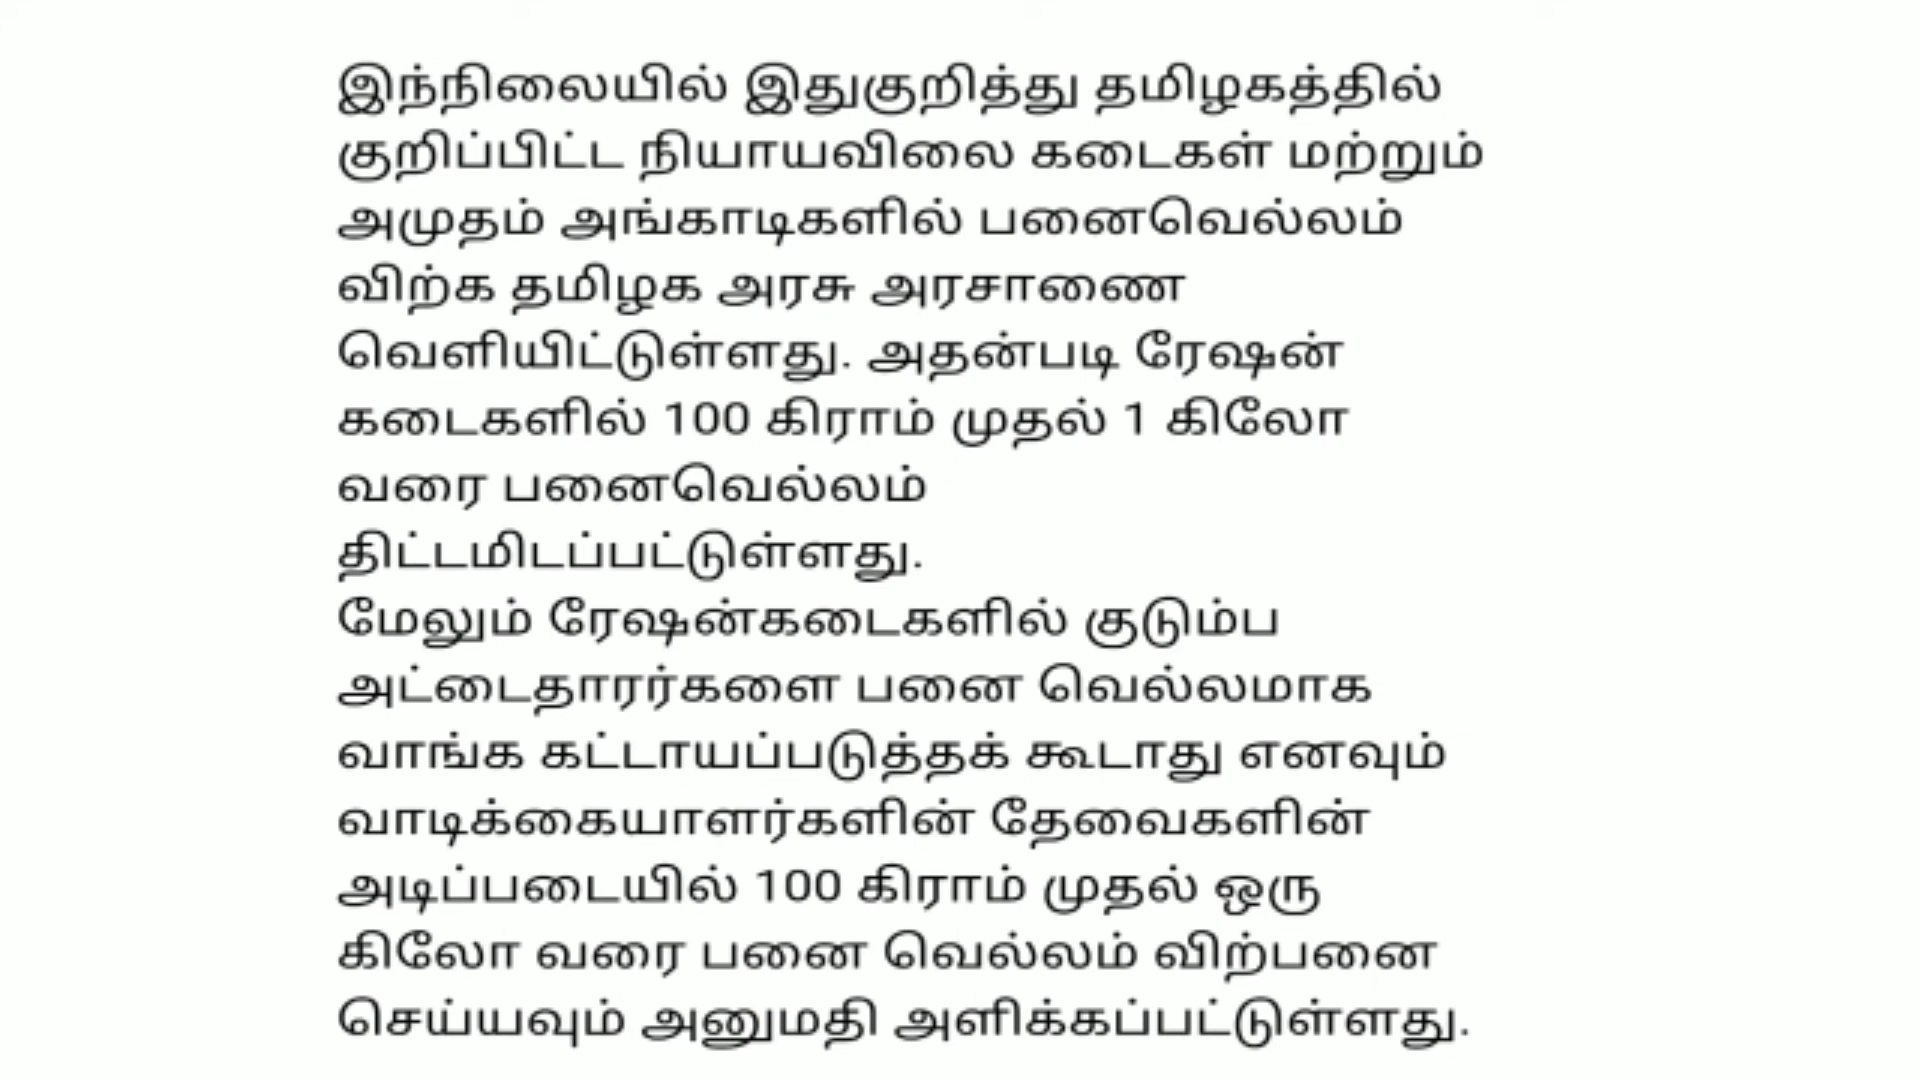 இந்நிலையில் இதுகுறித்து தமிழகத்தில்
குறிப்பிட்ட நியாயவிலை கடைகள் மற்றும்
அமுதம் அங்காடிகளில் பனைவெல்லம்
விற்க தமிழக அரசு அரசாணை
வெளியிட்டுள்ளது. அதன்படி ரேஷன்
கடைகளில் 100 கிராம் முதல் 1 கிலோ
வரை பனைவெல்லம்
திட்டமிடப்பட்டுள்ளது.
மேலும் ரேஷன்கடைகளில் குடும்ப
அட்டைதாரர்களை பனை வெல்லமாக
வாங்க கட்டாயப்படுத்தக் கூடாது எனவும்
வாடிக்கையாளர்களின் தேவைகளின்
அடிப்படையில் 100 கிராம் முதல் ஒரு
கிலோ வரை பனை வெல்லம் விற்பனை
செய்யவும் அனுமதி அளிக்கப்பட்டுள்ளது.